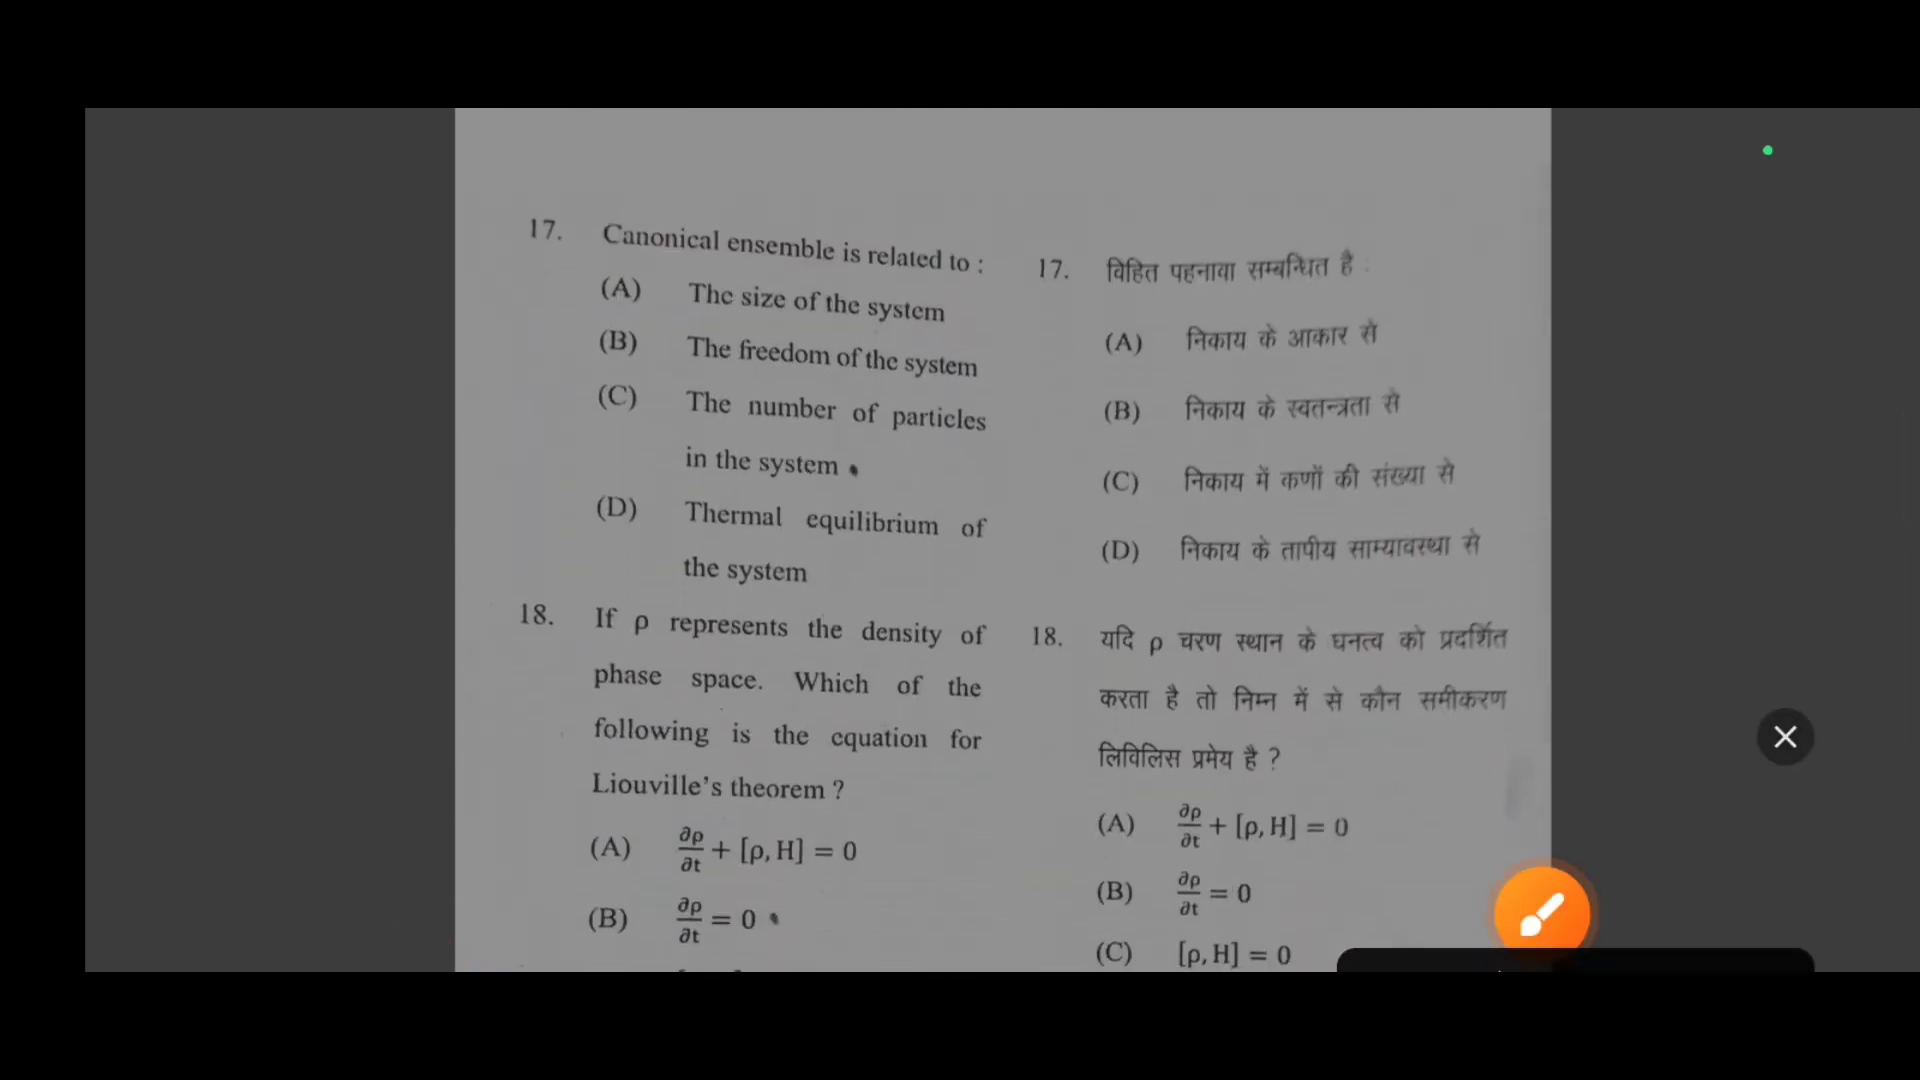 17. Canonical ensemble is related to :
(A) The size of the system
(B) The freedom of the system
(C) The number of particles
in the system
(D) Thermal equilibrium of
the system
18. If ρ represents the density of
phase space. Which of the
following is the equation for
Liouville's theorem ?
(A) ∂ρ/∂t + [ρ, H] = 0
(B) ∂ρ/∂t = 0
17. विहित पहनावा सम्बन्धित है :
(A) निकाय के आकार से
(B) निकाय के स्वतन्त्रता से
(C) निकाय में कणों की संख्या से
(D) निकाय के तापीय साम्यावस्था से
18. यदि ρ चरण स्थान के घनत्व को प्रदर्शित
करता है तो निम्न में से कौन समीकरण
लिविलिस प्रमेय है ?
(A) ∂ρ/∂t + [ρ, H] = 0
(B) ∂ρ/∂t = 0
(C) [ρ, H] = 0